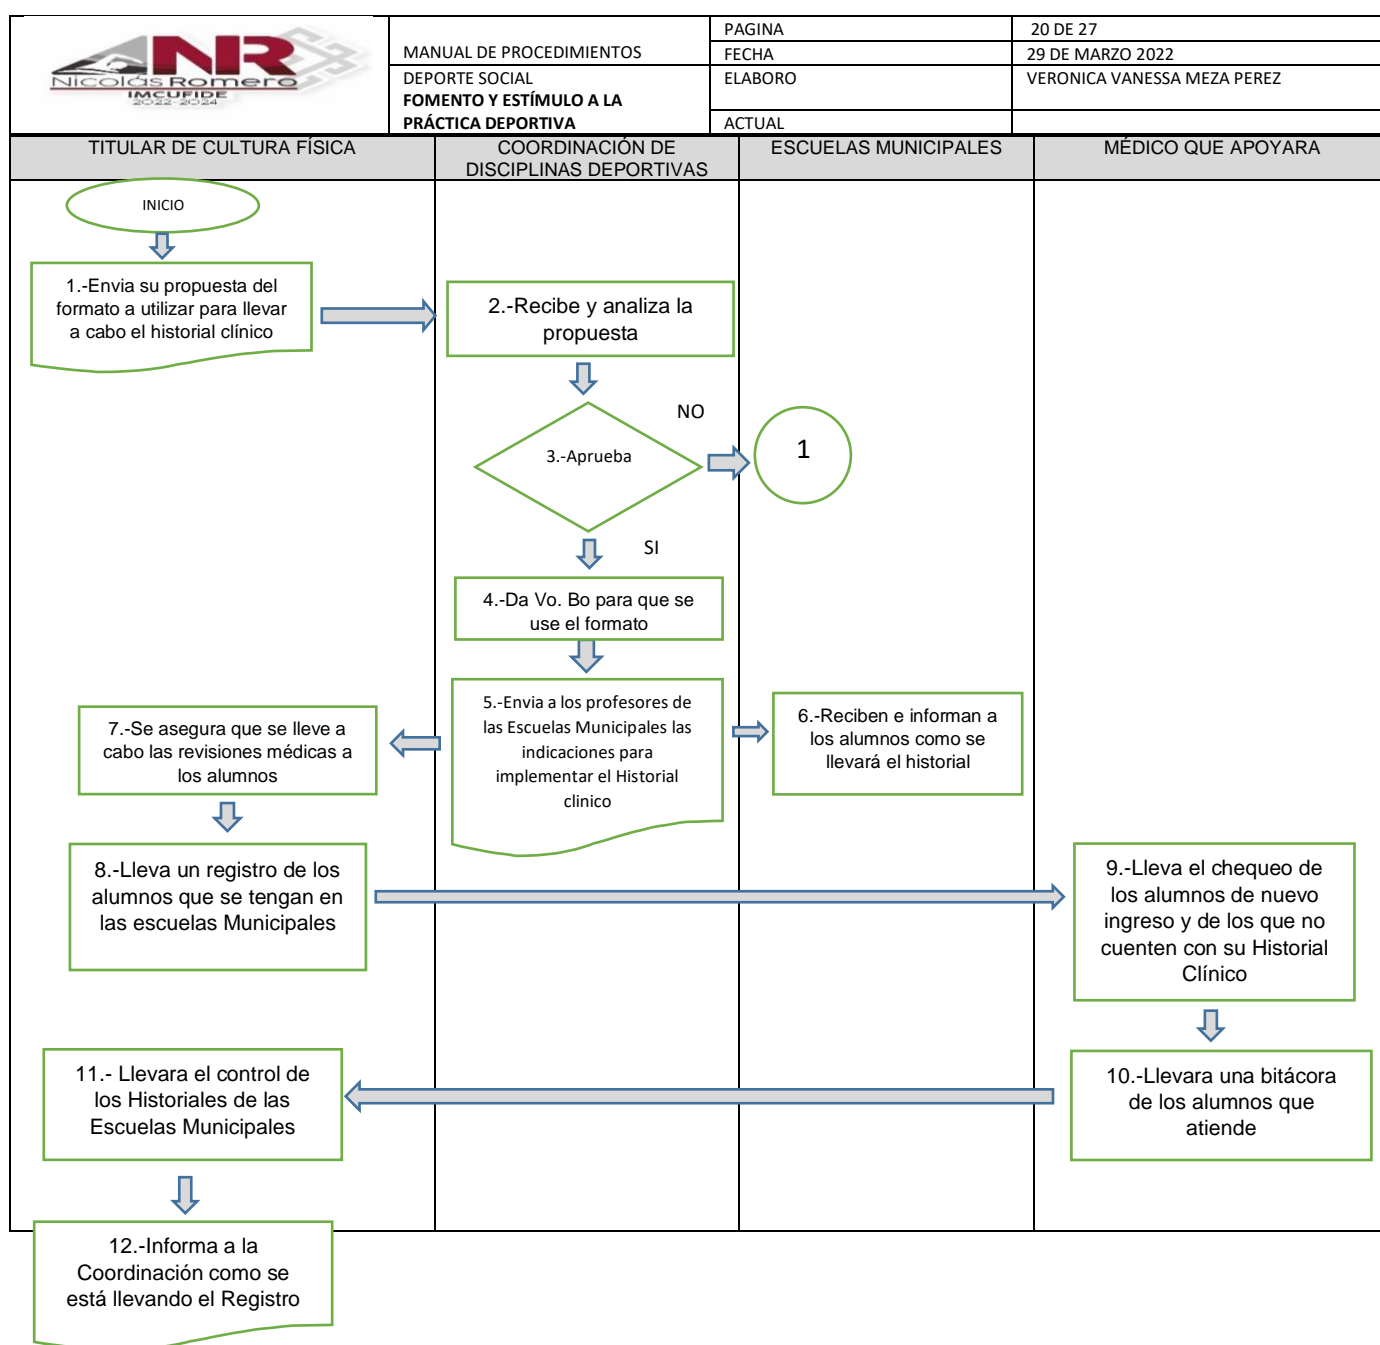 NR
Nicolás Romero
IMCUFIDE
2022-2024
MANUAL DE PROCEDIMIENTOS
DEPORTE SOCIAL
FOMENTO Y ESTÍMULO A LA
PRÁCTICA DEPORTIVA
PAGINA
20 DE 27
FECHA
29 DE MARZO 2022
ELABORO
VERONICA VANESSA MEZA PEREZ
ACTUAL
TITULAR DE CULTURA FÍSICA
COORDINACIÓN DE
DISCIPLINAS DEPORTIVAS
ESCUELAS MUNICIPALES
MÉDICO QUE APOYARA
INICIO
1.-Envia su propuesta del
formato a utilizar para llevar
a cabo el historial clínico
2.-Recibe y analiza la
propuesta
NO
3.-Aprueba
1
SI
4.-Da Vo. Bo para que se
use el formato
5.-Envia a los profesores de
las Escuelas Municipales las
indicaciones para
implementar el Historial
clinico
6.-Reciben e informan a
los alumnos como se
llevará el historial
7.-Se asegura que se lleve a
cabo las revisiones médicas a
los alumnos
8.-Lleva un registro de los
alumnos que se tengan en
las escuelas Municipales
9.-Lleva el chequeo de
los alumnos de nuevo
ingreso y de los que no
cuenten con su Historial
Clínico
10.-Llevara una bitácora
de los alumnos que
atiende
11.- Llevara el control de
los Historiales de las
Escuelas Municipales
12.-Informa a la
Coordinación como se
está llevando el Registro